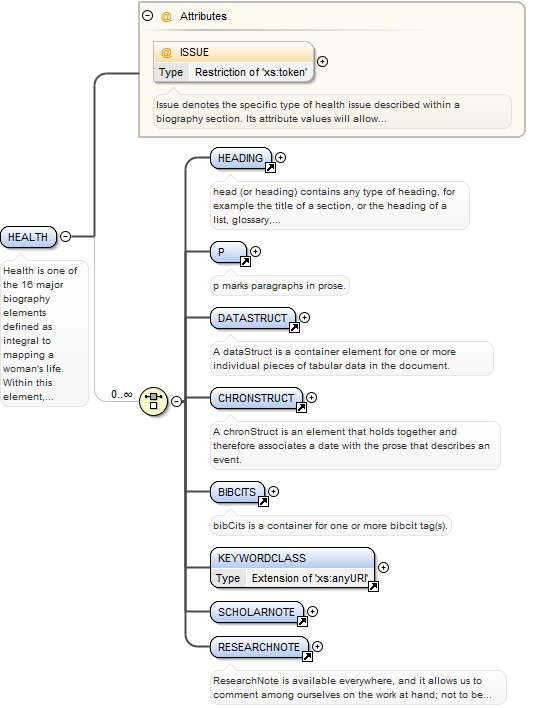 Attributes
ISSUE
Type Restriction of 'xs:token'
Issue denotes the specific type of health issue described within a
biography section. Its attribute values will allow...
HEALTH
Health is one of
the 16 major
biography
elements
defined as
integral to
mapping a
woman's life.
Within this
element,...
0..∞
HEADING
head (or heading) contains any type of heading, for
example the title of a section, or the heading of a
list, glossary,...
P
p marks paragraphs in prose.
DATASTRUCT
A dataStruct is a container element for one or more
individual pieces of tabular data in the document.
CHRONSTRUCT
A chronStruct is an element that holds together and
therefore associates a date with the prose that describes an
event.
BIBCITS
bibCits is a container for one or more bibcit tag(s).
KEYWORDCLASS
Type Extension of 'xs:anyURI'
SCHOLARNOTE
RESEARCHNOTE
ResearchNote is available everywhere, and it allows us to
comment among ourselves on the work at hand; not to be...